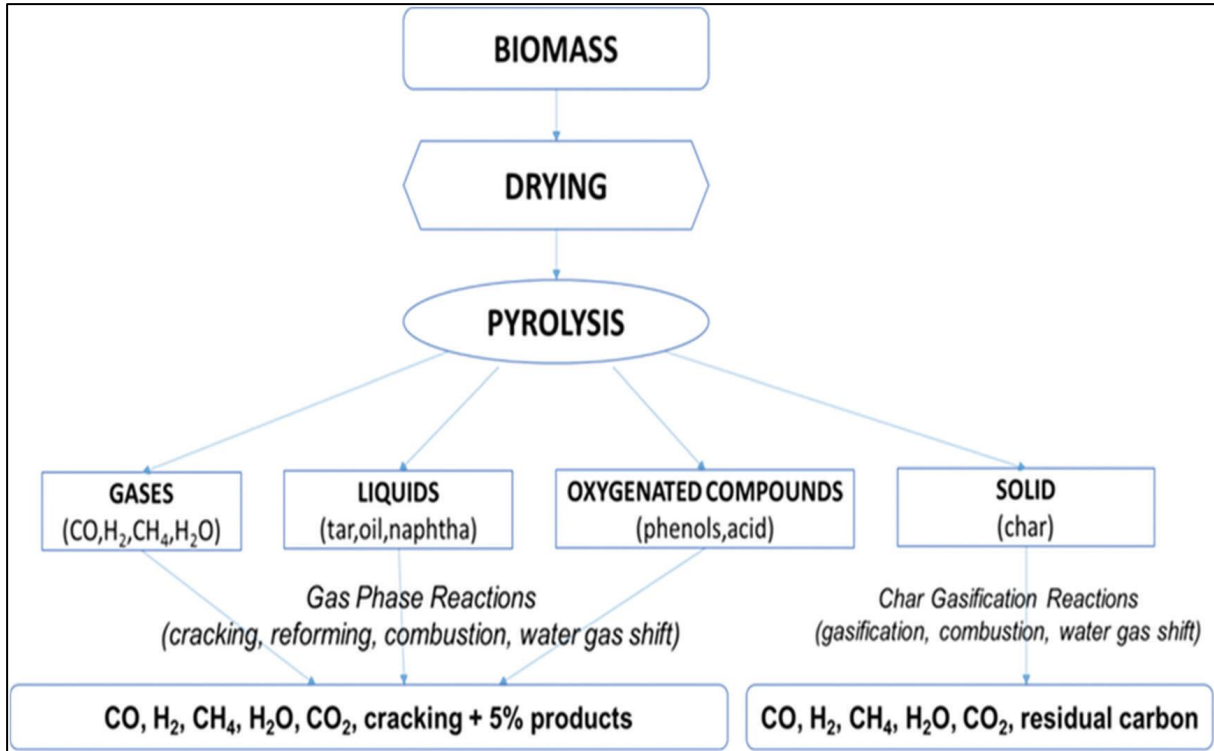 BIOMASS
DRYING
PYROLYSIS
GASES
(CO,H₂,CH₄,H₂O)
LIQUIDS
(tar,oil,naphtha)
OXYGENATED COMPOUNDS
(phenols,acid)
SOLID
(char)
Gas Phase Reactions
(cracking, reforming, combustion, water gas shift)
Char Gasification Reactions
(gasification, combustion, water gas shift)
CO, H₂, CH₄, H₂O, CO₂, cracking + 5% products
CO, H₂, CH₄, H₂O, CO₂, residual carbon